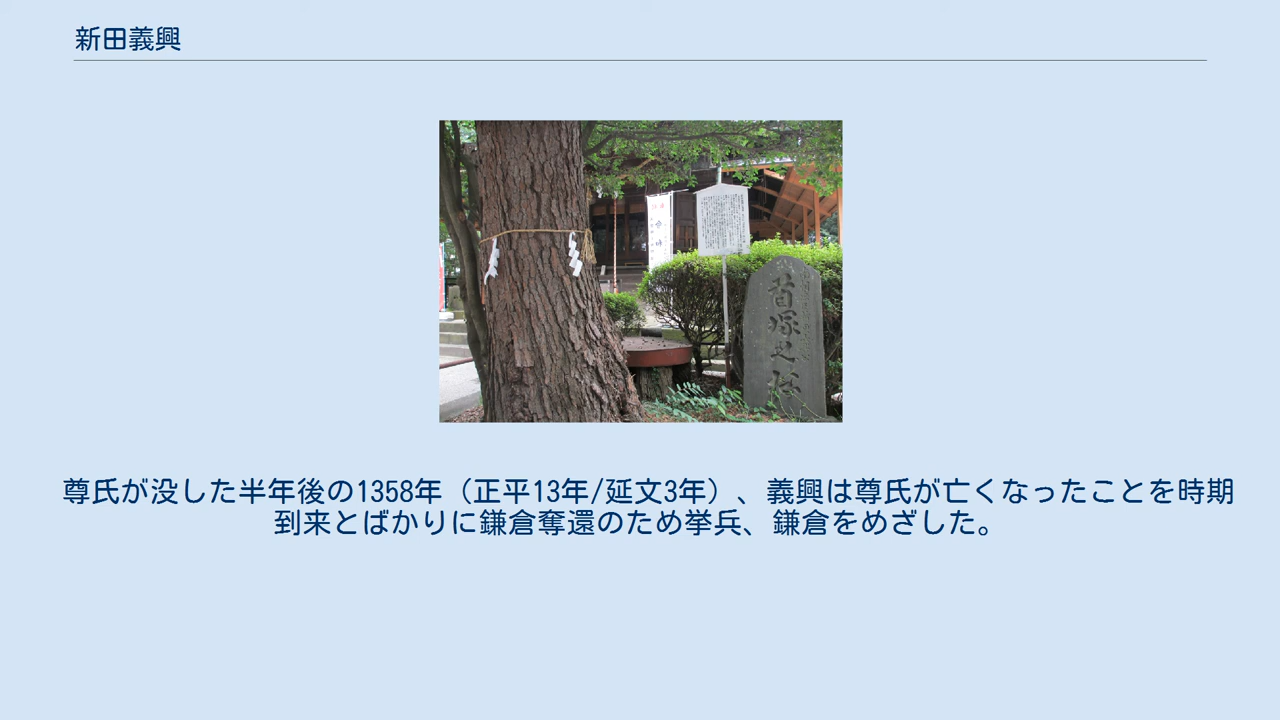 新田義興
首塚之碑
尊氏が没した半年後の1358年（正平13年/延文3年）、義興は尊氏が亡くなったことを時期
到来とばかりに鎌倉奪還のため挙兵、鎌倉をめざした。